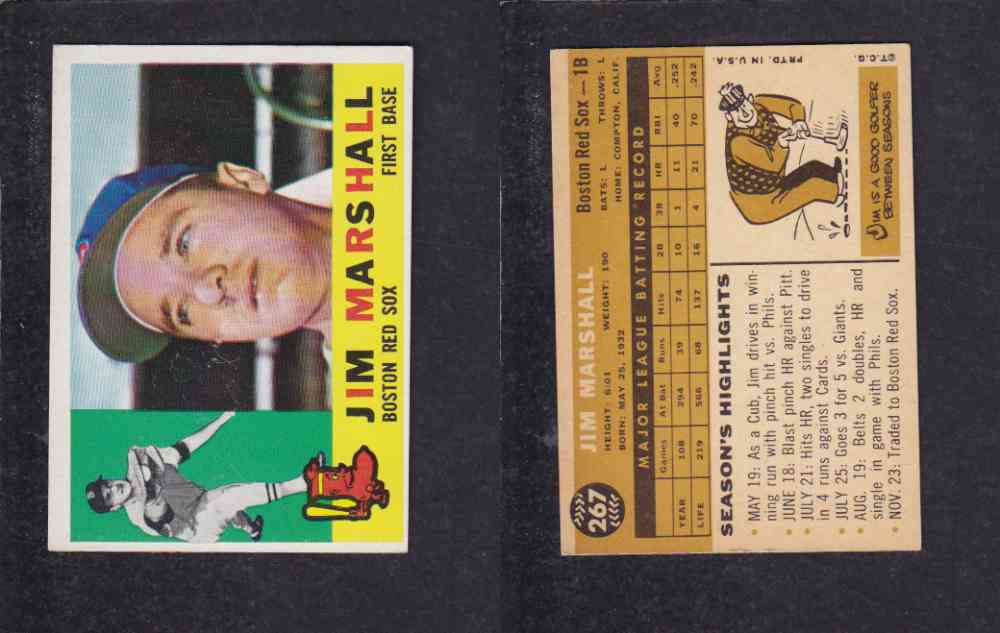 JIM MARSHALL
BOSTON RED SOX FIRST BASE
267
JIM MARSHALL
Boston Red Sox — 1B
HEIGHT: 6:01 WEIGHT: 190 BATS: L THROWS: L
BORN: MAY 25, 1932 HOME: COMPTON, CALIF.
MAJOR LEAGUE BATTING RECORD
Games At Bat Runs Hits 2B 3B HR RBI Avg
YEAR 108 294 39 74 10 1 11 40 .252
LIFE 219 566 68 137 16 4 21 70 .242
SEASON'S HIGHLIGHTS
• MAY 19: As a Cub, Jim drives in win-
ning run with pinch hit vs. Phils.
• JUNE 18: Blast pinch HR against Pitt.
• JULY 21: Hits HR, two singles to drive
in 4 runs against Cards.
• JULY 25: Goes 3 for 5 vs. Giants.
• AUG. 19: Belts 2 doubles, HR and
single in game with Phils.
• NOV. 23: Traded to Boston Red Sox.
JIM IS A GOOD GOLFER
BETWEEN SEASONS
©T.C.G. PRTD. IN U.S.A.